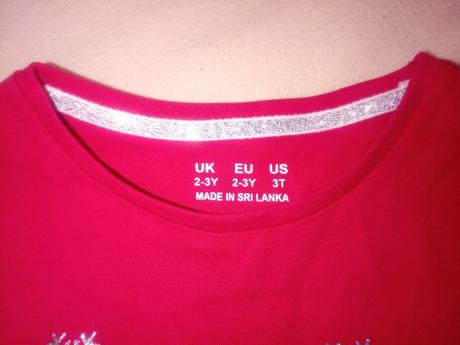 UK EU US
2-3Y 2-3Y 3T
MADE IN SRI LANKA